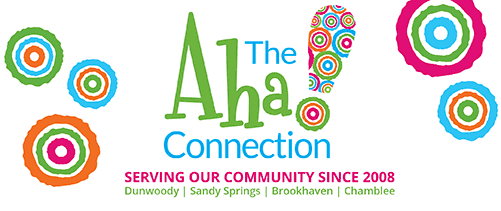 The
Aha!
Connection
SERVING OUR COMMUNITY SINCE 2008
Dunwoody | Sandy Springs | Brookhaven | Chamblee